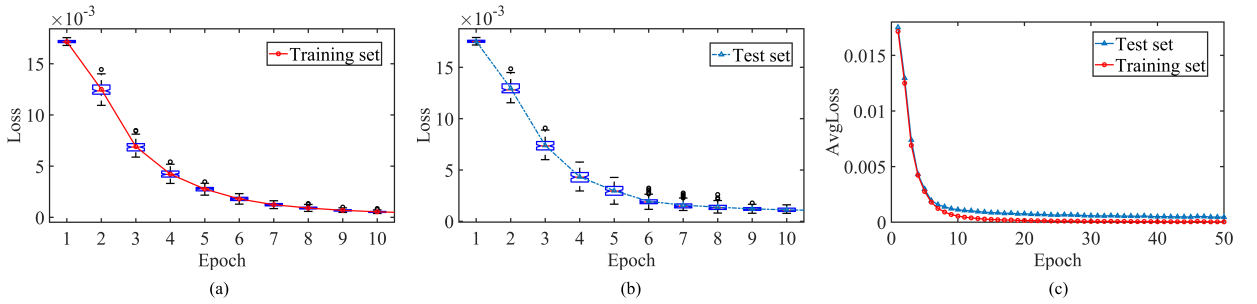 ×10⁻³
Loss
15
10
5
0
Training set
1 2 3 4 5 6 7 8 9 10
Epoch
(a)
×10⁻³
Loss
15
10
5
0
Test set
1 2 3 4 5 6 7 8 9 10
Epoch
(b)
AvgLoss
0.015
0.01
0.005
0
Test set
Training set
0 10 20 30 40 50
Epoch
(c)